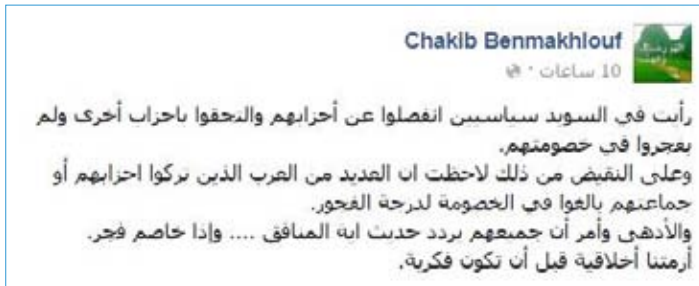 Chakib Benmakhlouf
10 ساعات ·
رأيت في السويد سياسيين انفصلوا عن أحزابهم والتحقوا باحزاب أخرى ولم
يفجروا في خصومتهم.
وعلى النقيض من ذلك لاحظت ان العديد من العرب الذين تركوا احزابهم أو
جماعتهم بالغوا في الخصومة لدرجة الفجور.
والأدهى وأمر أن جميعهم يردد حديث اية المنافق .... وإذا خاصم فجر.
أزمتنا أخلاقية قبل أن تكون فكرية.